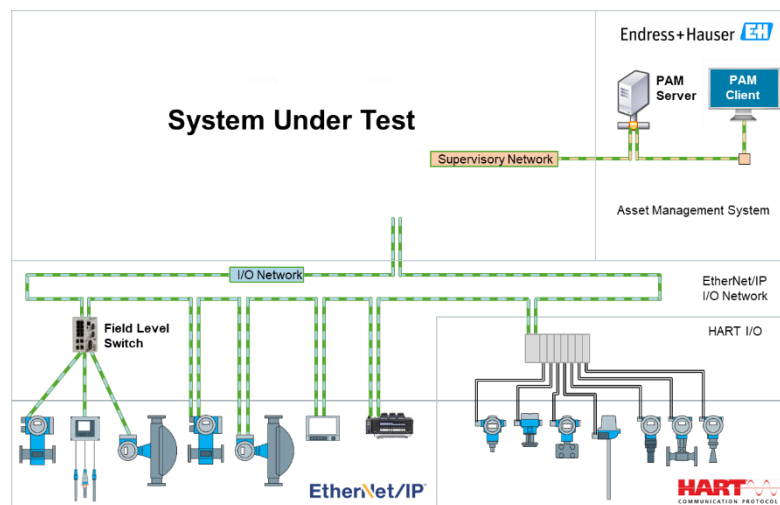 Endress+Hauser EH
PAM
Server
PAM
Client
System Under Test
Supervisory Network
Asset Management System
I/O Network
EtherNet/IP
I/O Network
Field Level
Switch
HART I/O
EtherNet/IP
HART
COMMUNICATION PROTOCOL